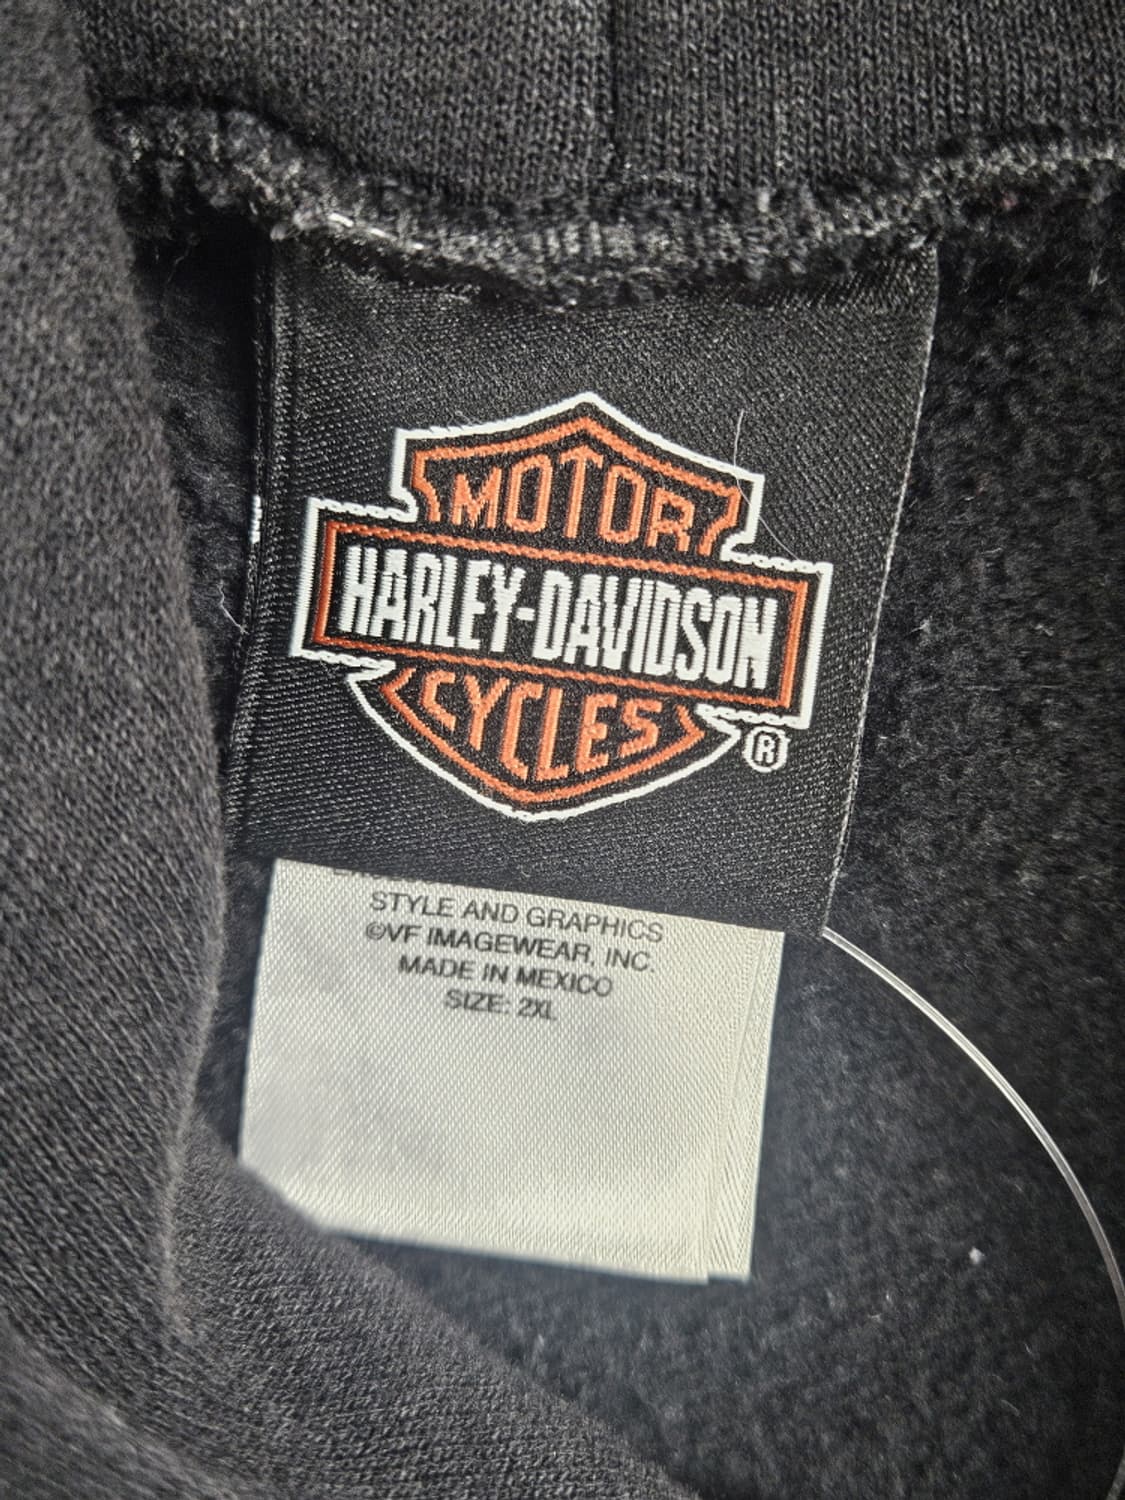 MOTOR
HARLEY-DAVIDSON
CYCLES
®
STYLE AND GRAPHICS
©VF IMAGEWEAR, INC.
MADE IN MEXICO
SIZE: 2XL